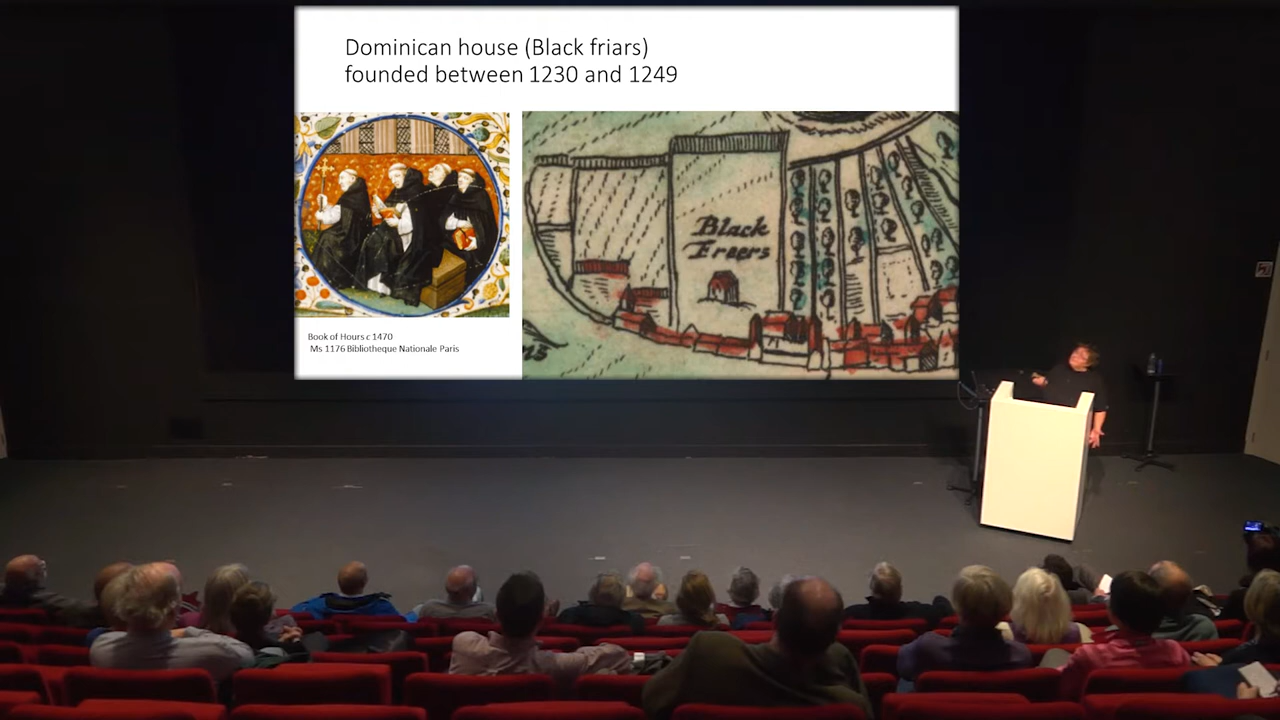 Dominican house (Black friars)
founded between 1230 and 1249
Black
Freers
Book of Hours c 1470
Ms 1176 Bibliotheque Nationale Paris